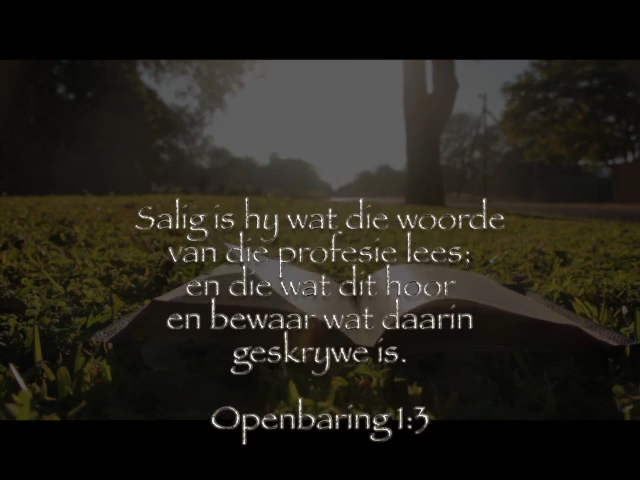 Salig is hy wat die woorde
van die profesie lees;
en die wat dit hoor
en bewaar wat daarin
geskrywe is.
Openbaring 1:3